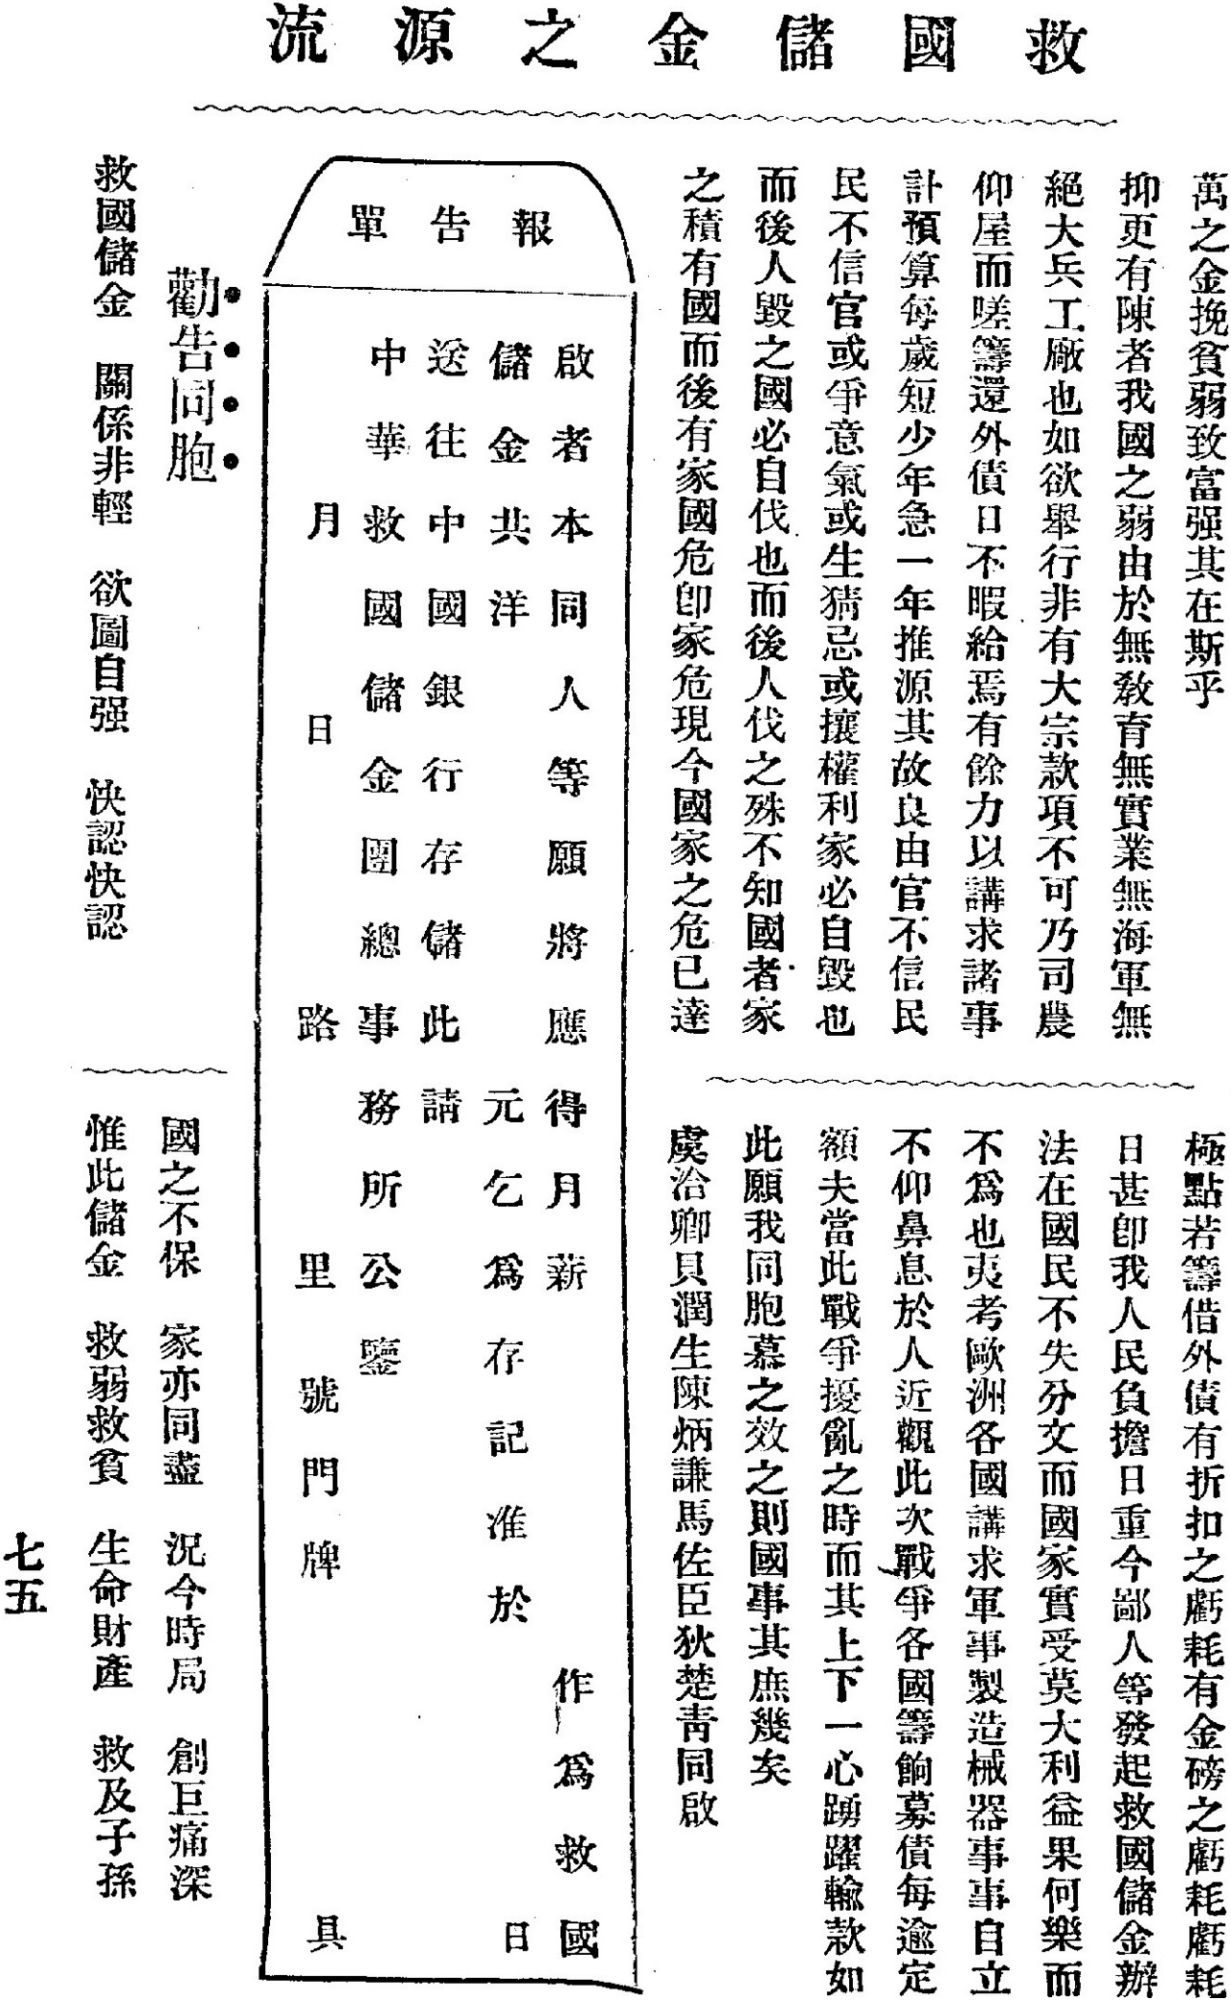 救國儲金之源流
萬之金挽貧弱致富强其在斯乎
抑更有陳者我國之弱由於無敎育無實業無海軍無
絕大兵工廠也如欲舉行非有大宗款項不可乃司農
仰屋而嗟籌還外債日不暇給焉有餘力以講求諸事
計預算每歲短少年急一年推源其故良由官不信民
民不信官或爭意氣或生猜忌或攘權利家必自毀也
而後人毀之國必自伐也而後人伐之殊不知國者家
之積有國而後有家國危卽家危現今國家之危已達
極點若籌借外債有折扣之虧耗有金磅之虧耗虧耗
日甚卽我人民負擔日重今鄙人等發起救國儲金辦
法在國民不失分文而國家實受莫大利益果何樂而
不爲也夷考歐洲各國講求軍事製造械器事事自立
不仰鼻息於人近觀此次戰爭各國籌餉募債每逾定
額夫當此戰爭擾亂之時而其上下一心踴躍輸款如
此願我同胞慕之效之則國事其庶幾矣
虞洽卿貝潤生陳炳謙馬佐臣狄楚靑同啟
報告單
啟者本同人等願將應得月薪 作爲救國
儲金共洋 元乞爲存記准於 日
送往中國銀行存儲此請
中華救國儲金團總事務所公鑒
月 日 路 里 號門牌 具
勸告同胞
救國儲金 關係非輕 欲圖自强 快認快認
國之不保 家亦同盡 況今時局 創巨痛深
惟此儲金 救弱救貧 生命財產 救及子孫
七五